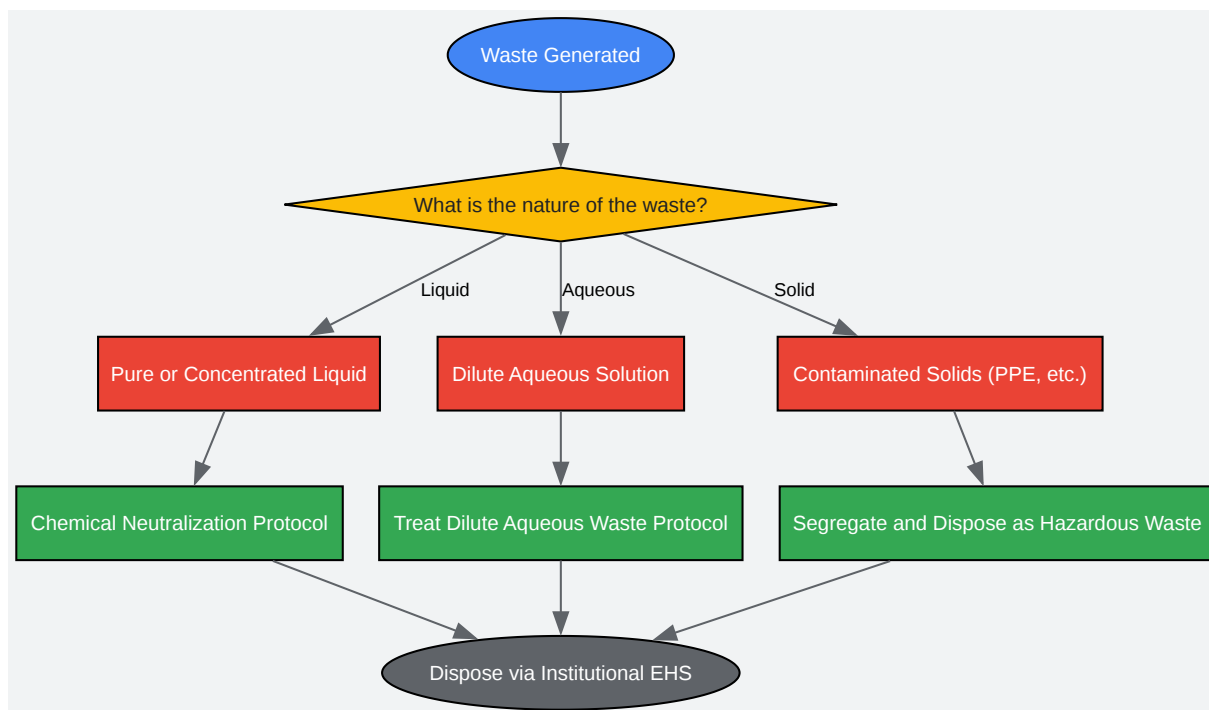 Waste Generated
What is the nature of the waste?
Liquid
Aqueous
Solid
Pure or Concentrated Liquid
Dilute Aqueous Solution
Contaminated Solids (PPE, etc.)
Chemical Neutralization Protocol
Treat Dilute Aqueous Waste Protocol
Segregate and Dispose as Hazardous Waste
Dispose via Institutional EHS